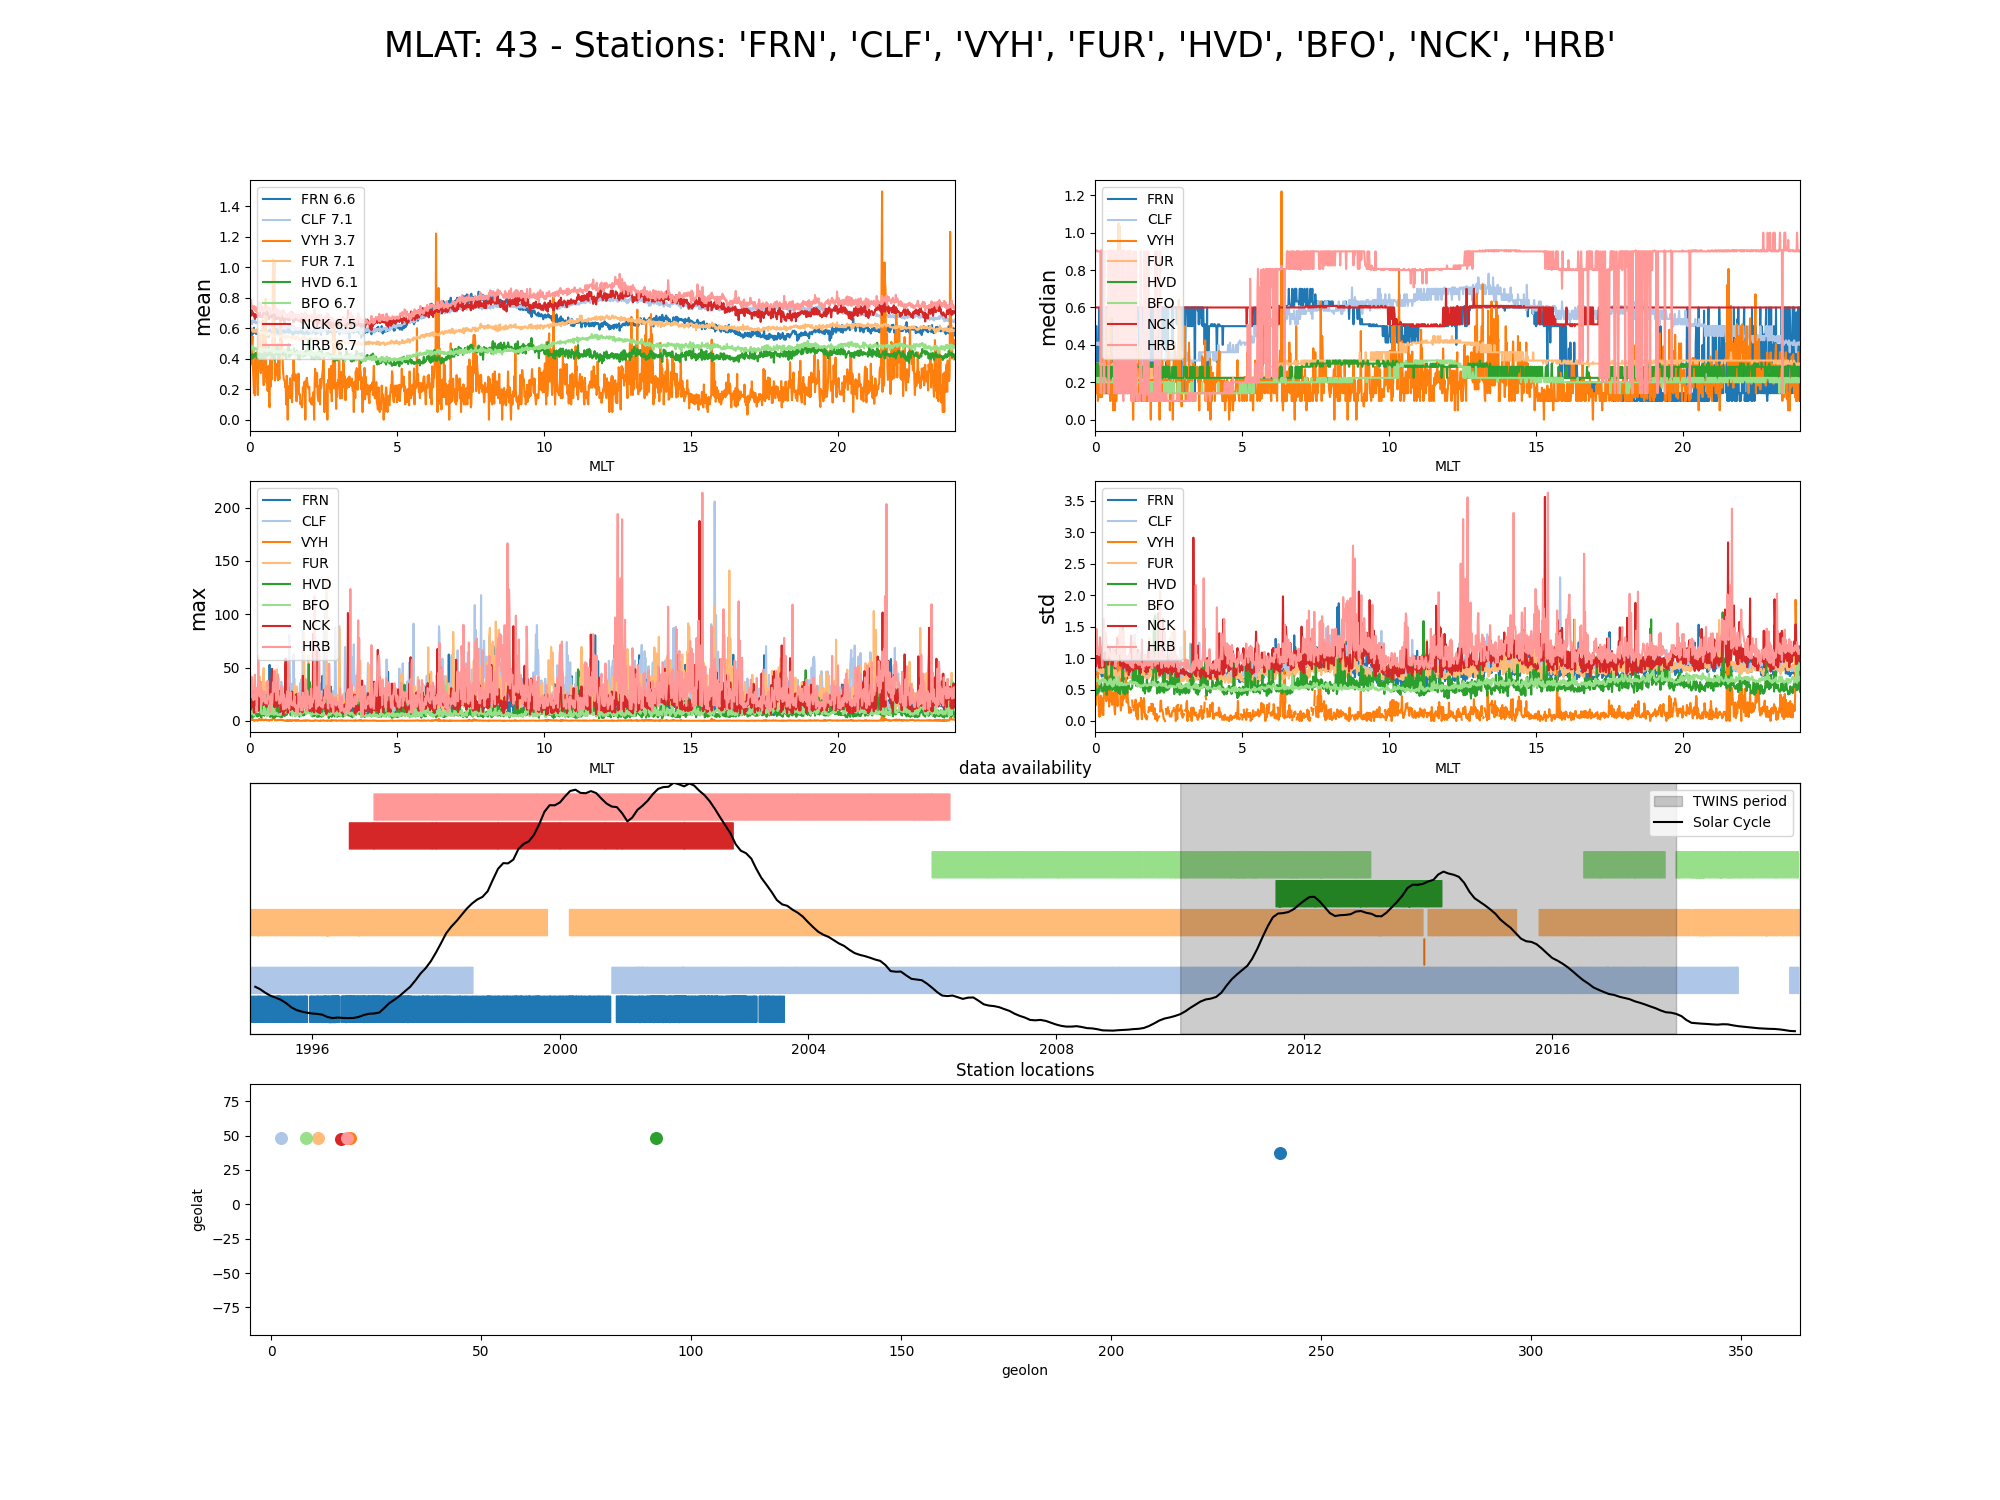 MLAT: 43 - Stations: 'FRN', 'CLF', 'VYH', 'FUR', 'HVD', 'BFO', 'NCK', 'HRB'
mean
1.4
1.2
1.0
0.8
0.6
0.4
0.2
0.0
FRN 6.6
CLF 7.1
VYH 3.7
FUR 7.1
HVD 6.1
BFO 6.7
NCK 6.5
HRB 6.7
0 5 10 15 20
MLT
median
1.2
1.0
0.8
0.6
0.4
0.2
0.0
FRN
CLF
VYH
FUR
HVD
BFO
NCK
HRB
0 5 10 15 20
MLT
max
200
150
100
50
0
FRN
CLF
VYH
FUR
HVD
BFO
NCK
HRB
0 5 10 15 20
MLT
std
3.5
3.0
2.5
2.0
1.5
1.0
0.5
0.0
FRN
CLF
VYH
FUR
HVD
BFO
NCK
HRB
0 5 10 15 20
MLT
data availability
TWINS period
Solar Cycle
1996 2000 2004 2008 2012 2016
Station locations
geolat
75
50
25
0
−25
−50
−75
0 50 100 150 200 250 300 350
geolon